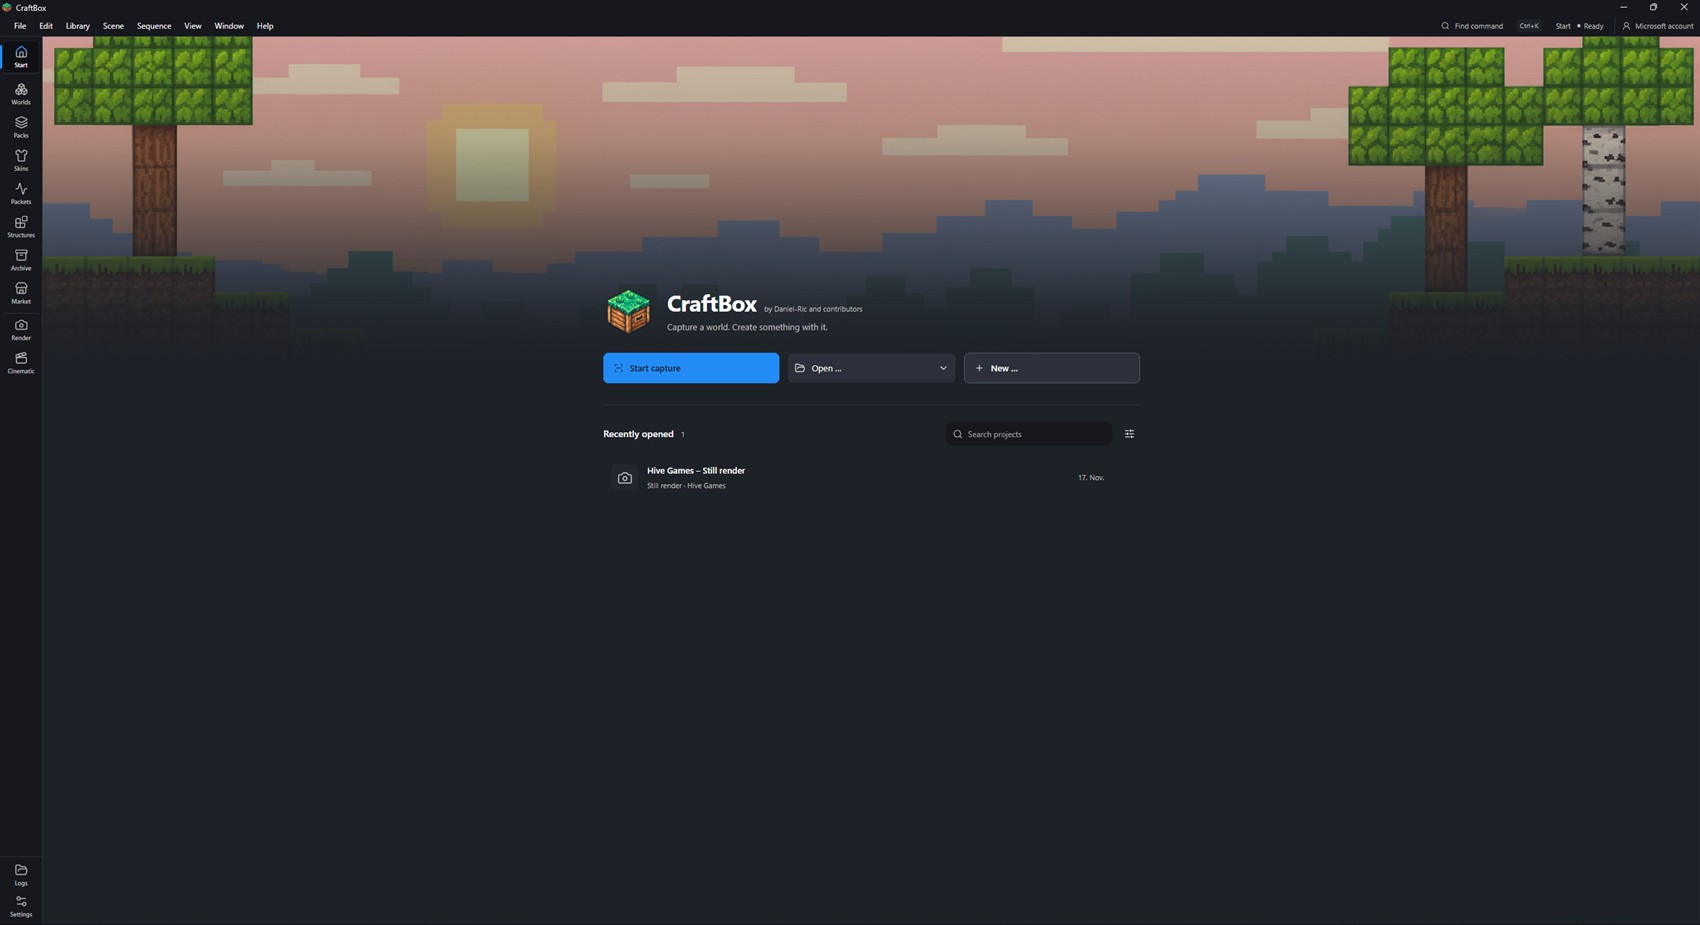 CraftBox
File Edit Library Scene Sequence View Window Help
Find command Ctrl+K Start • Ready Microsoft account
Start
Worlds
Packs
Skins
Packets
Structures
Archive
Market
Render
Cinematic
CraftBox by Daniel-Ric and contributors
Capture a world. Create something with it.
Start capture
Open ...
New ...
Recently opened 1
Search projects
Hive Games – Still render
Still render · Hive Games
17. Nov.
Logs
Settings